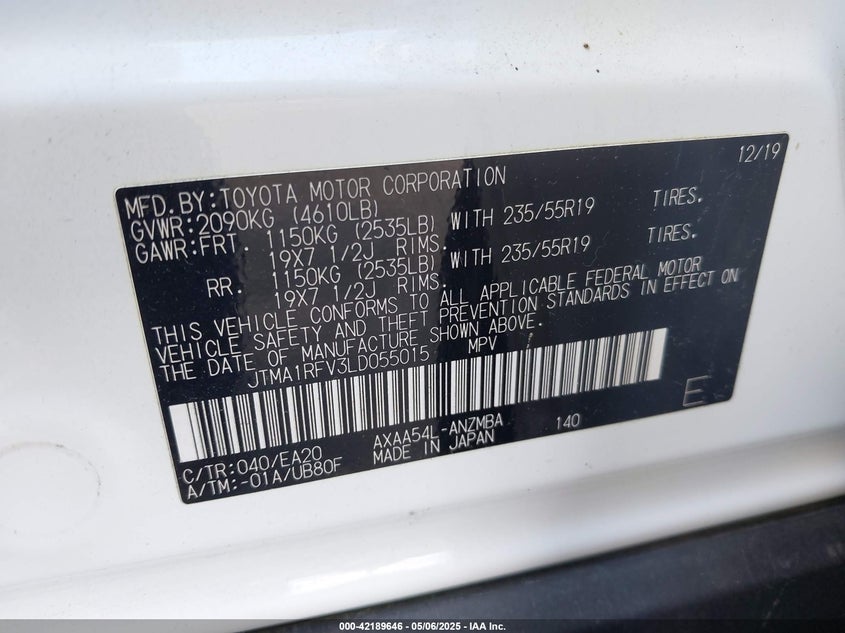 12/19
MFD.BY:TOYOTA MOTOR CORPORATION
GVWR:2090KG (4610LB)
GAWR:FRT. 1150KG (2535LB) WITH 235/55R19 TIRES.
19X7 1/2J RIMS.
RR. 1150KG (2535LB) WITH 235/55R19 TIRES.
19X7 1/2J RIMS.
THIS VEHICLE CONFORMS TO ALL APPLICABLE FEDERAL MOTOR
VEHICLE SAFETY AND THEFT PREVENTION STANDARDS IN EFFECT ON
THE DATE OF MANUFACTURE SHOWN ABOVE.
JTMA1RFV3LD055015 MPV
E
C/TR:040/EA20 AXAA54L-ANZMBA 140
A/TM:-01A/UB80F MADE IN JAPAN
000-42189646 - 05/06/2025 - IAA Inc.